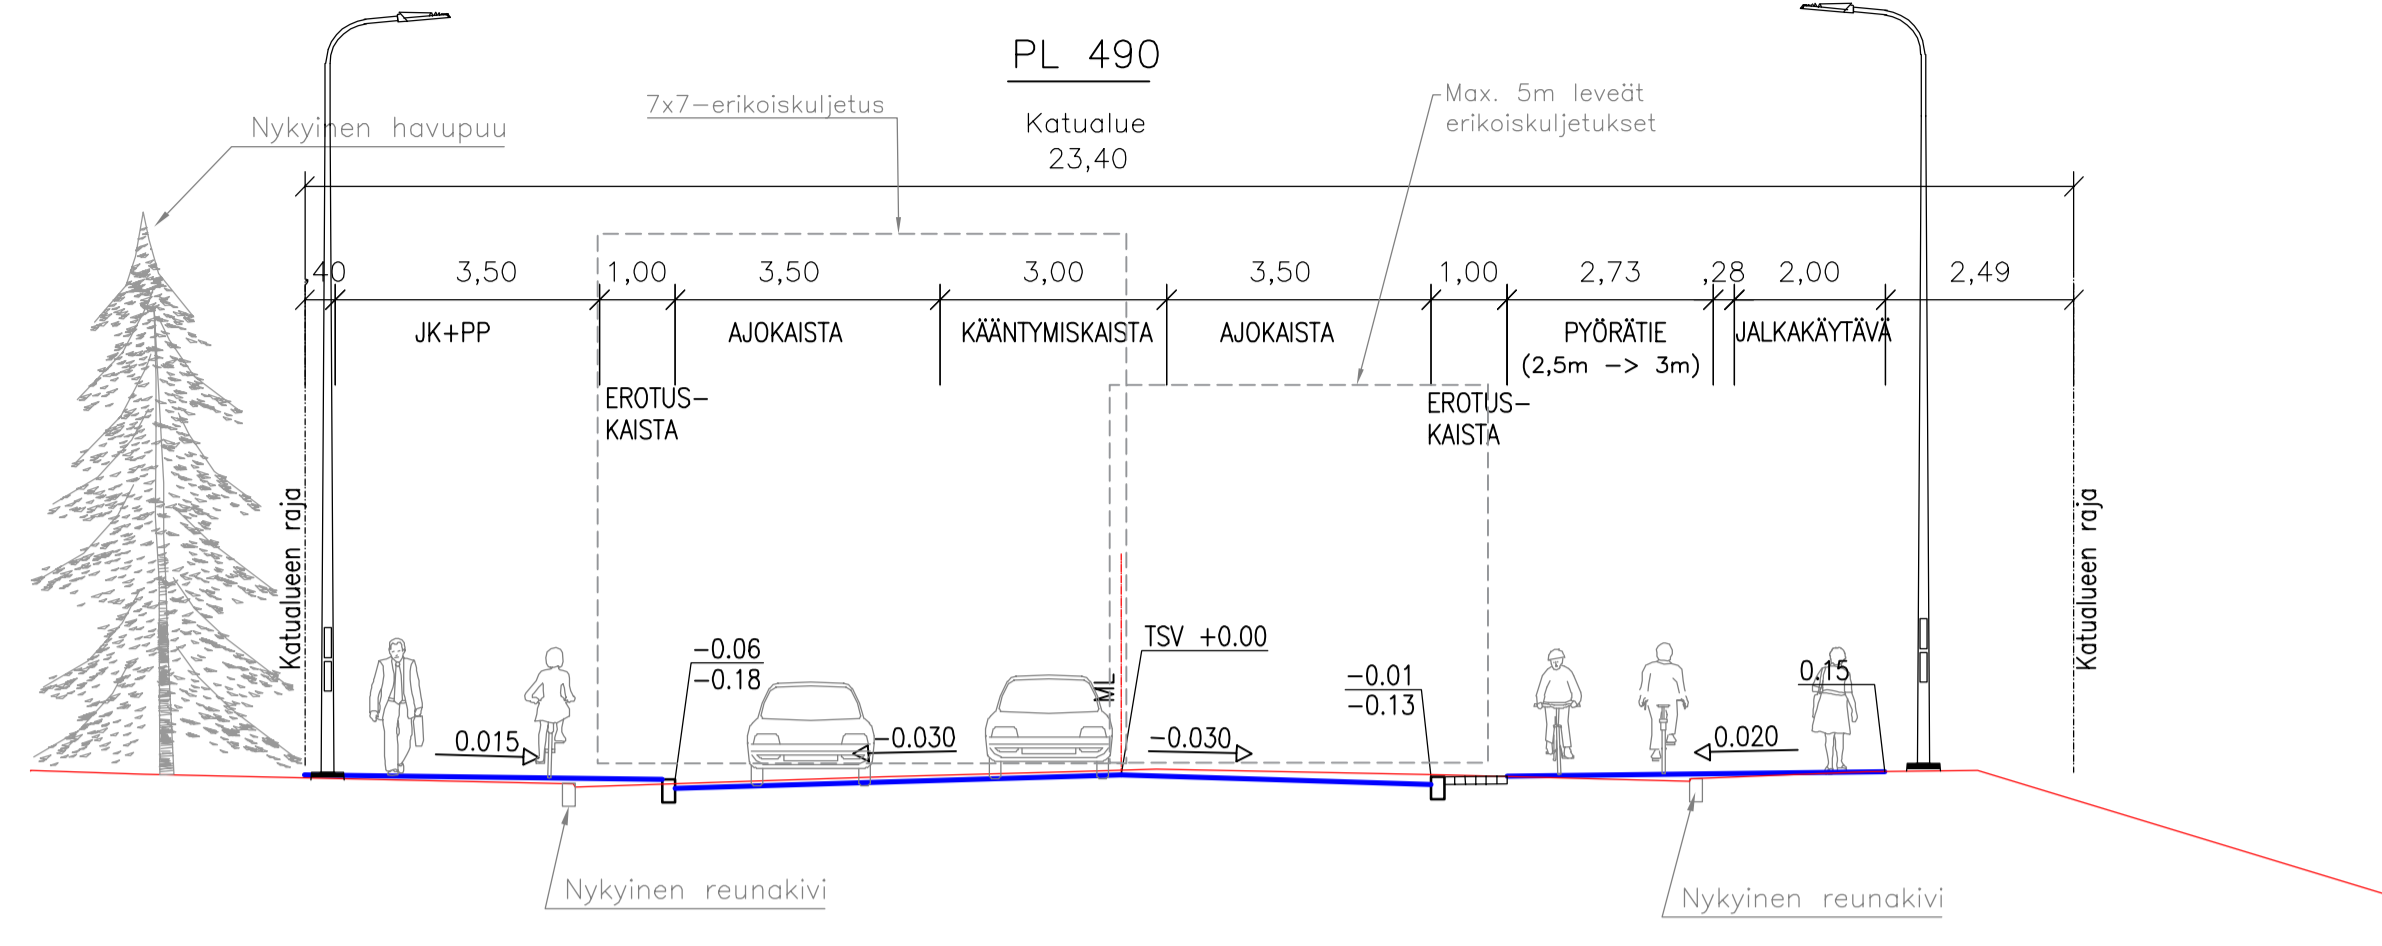 PL 490
7x7-erikoiskuljetus
Max. 5m leveät
erikoiskuljetukset
Nykyinen havupuu
Katualue
23,40
,40 3,50 1,00 3,50 3,00 3,50 1,00 2,73 ,28 2,00 2,49
JK+PP AJOKAISTA KÄÄNTYMISKAISTA AJOKAISTA PYÖRÄTIE JALKAKÄYTÄVÄ
(2,5m -> 3m)
EROTUS-
KAISTA
EROTUS-
KAISTA
Katualueen raja
Katualueen raja
-0.06
-0.18
TSV +0.00
-0.01
-0.13
0.15
ML
0.015
-0.030
-0.030
0.020
Nykyinen reunakivi
Nykyinen reunakivi